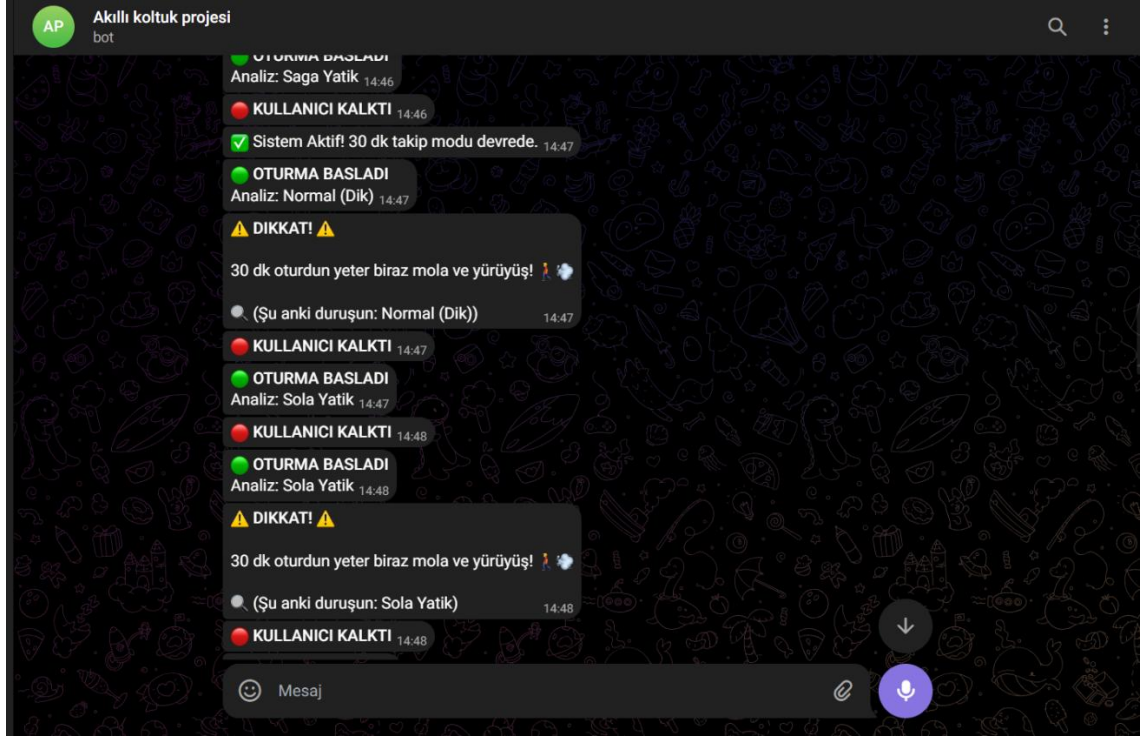 AP
Akıllı koltuk projesi
bot
🟢 OTURMA BASLADI
Analiz: Saga Yatik 14:46
🔴 KULLANICI KALKTI 14:46
✅ Sistem Aktif! 30 dk takip modu devrede. 14:47
🟢 OTURMA BASLADI
Analiz: Normal (Dik) 14:47
⚠️ DIKKAT! ⚠️
30 dk oturdun yeter biraz mola ve yürüyüş! 🚶💨
🔍 (Şu anki duruşun: Normal (Dik)) 14:47
🔴 KULLANICI KALKTI 14:47
🟢 OTURMA BASLADI
Analiz: Sola Yatik 14:47
🔴 KULLANICI KALKTI 14:48
🟢 OTURMA BASLADI
Analiz: Sola Yatik 14:48
⚠️ DIKKAT! ⚠️
30 dk oturdun yeter biraz mola ve yürüyüş! 🚶💨
🔍 (Şu anki duruşun: Sola Yatik) 14:48
🔴 KULLANICI KALKTI 14:48
Mesaj